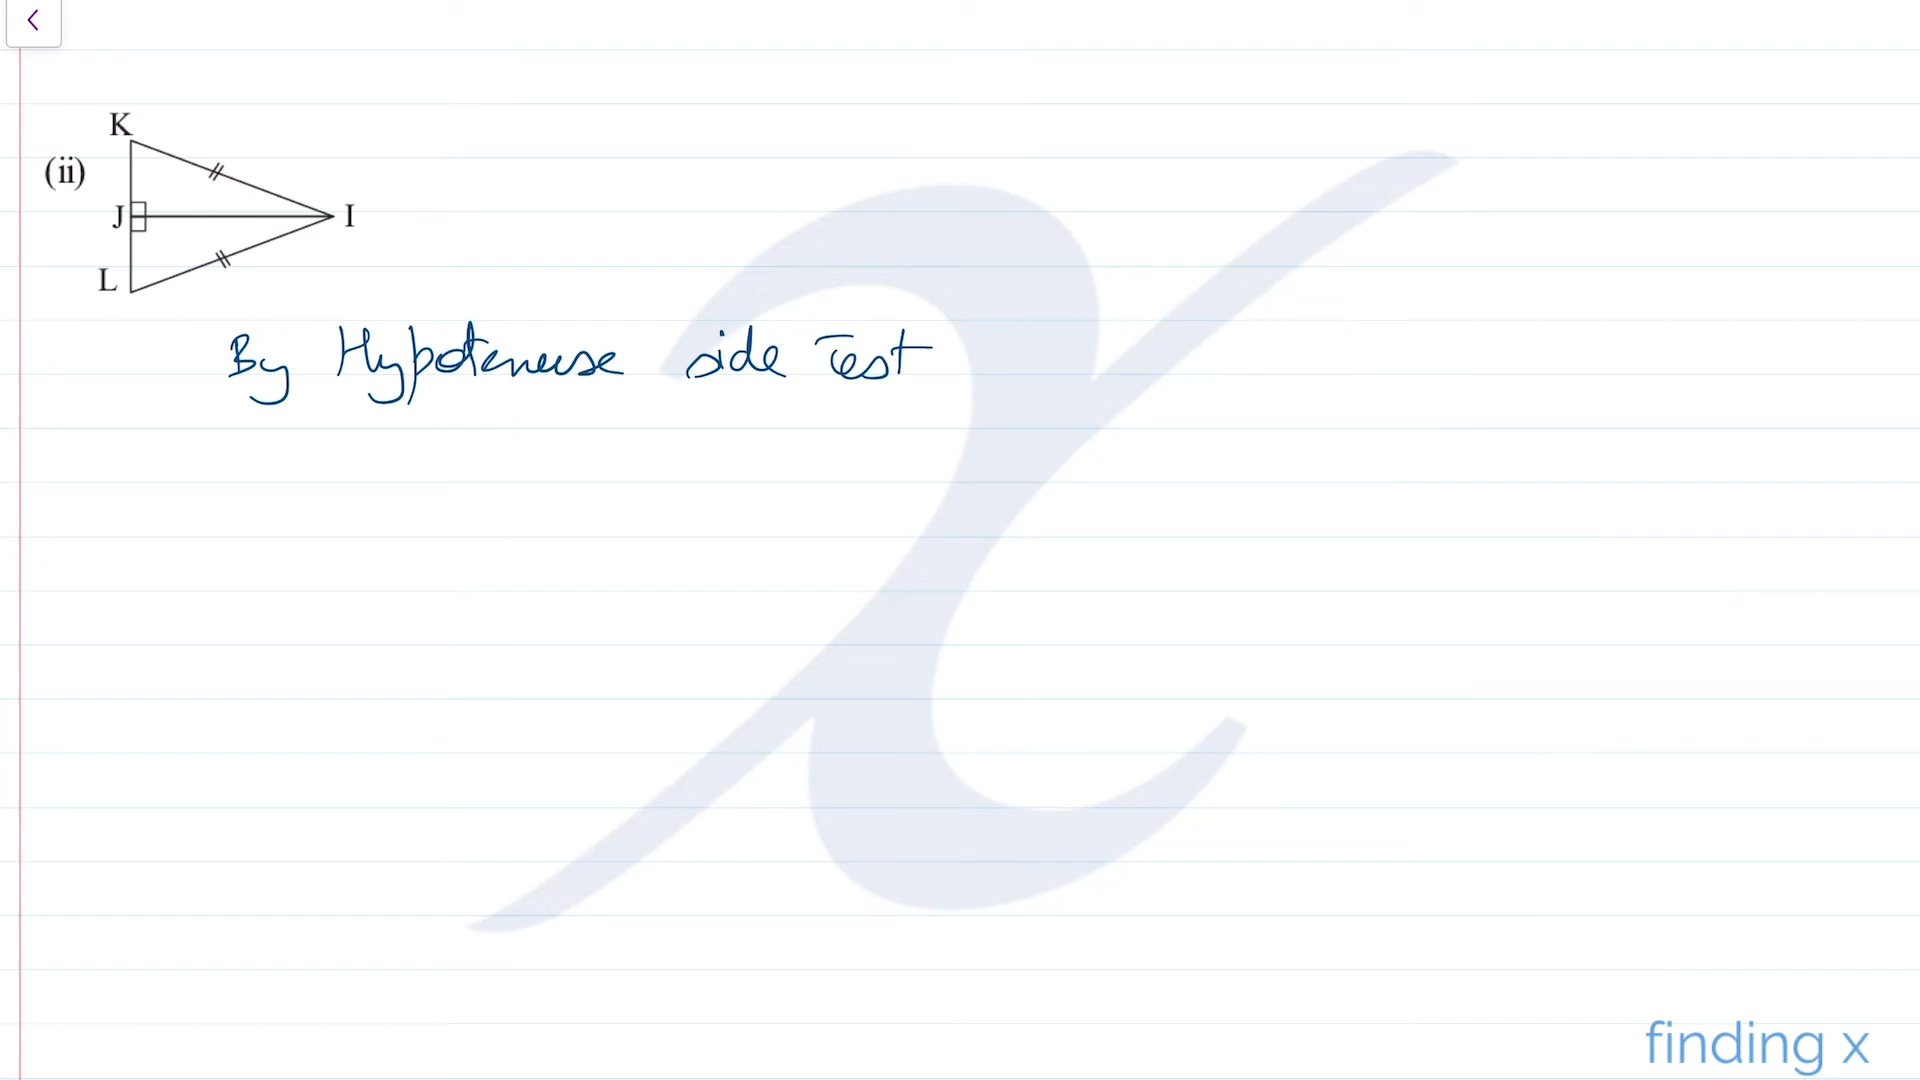 K
(ii)
J
I
L
By Hypotenuse side Test
finding x